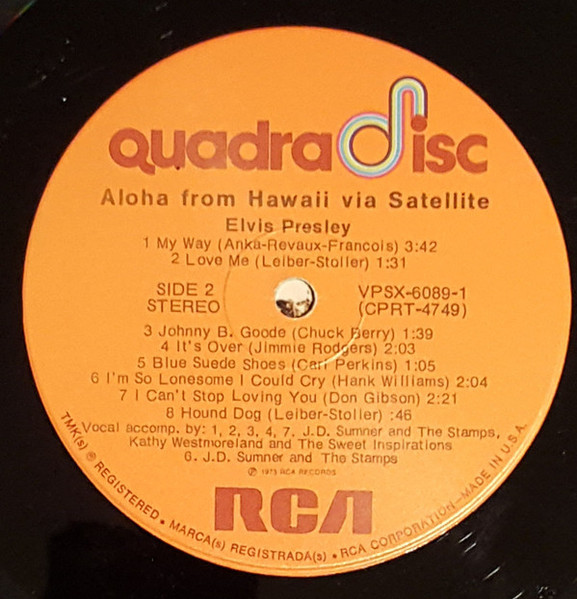 quadradisc
Aloha from Hawaii via Satellite
Elvis Presley
1 My Way (Anka-Revaux-Francois) 3:42
2 Love Me (Leiber-Stoller) 1:31
SIDE 2
STEREO
VPSX-6089-1
(CPRT-4749)
3 Johnny B. Goode (Chuck Berry) 1:39
4 It's Over (Jimmie Rodgers) 2:03
5 Blue Suede Shoes (Carl Perkins) 1:05
6 I'm So Lonesome I Could Cry (Hank Williams) 2:04
7 I Can't Stop Loving You (Don Gibson) 2:21
8 Hound Dog (Leiber-Stoller) :46
Vocal accomp. by: 1, 2, 3, 4, 7, J.D. Sumner and The Stamps,
Kathy Westmoreland and The Sweet Inspirations
6. J.D. Sumner and The Stamps
℗ 1973 RCA RECORDS
RCA
TMK(s) ® REGISTERED • MARCA(s) REGISTRADA(s) • RCA CORPORATION—MADE IN U.S.A.